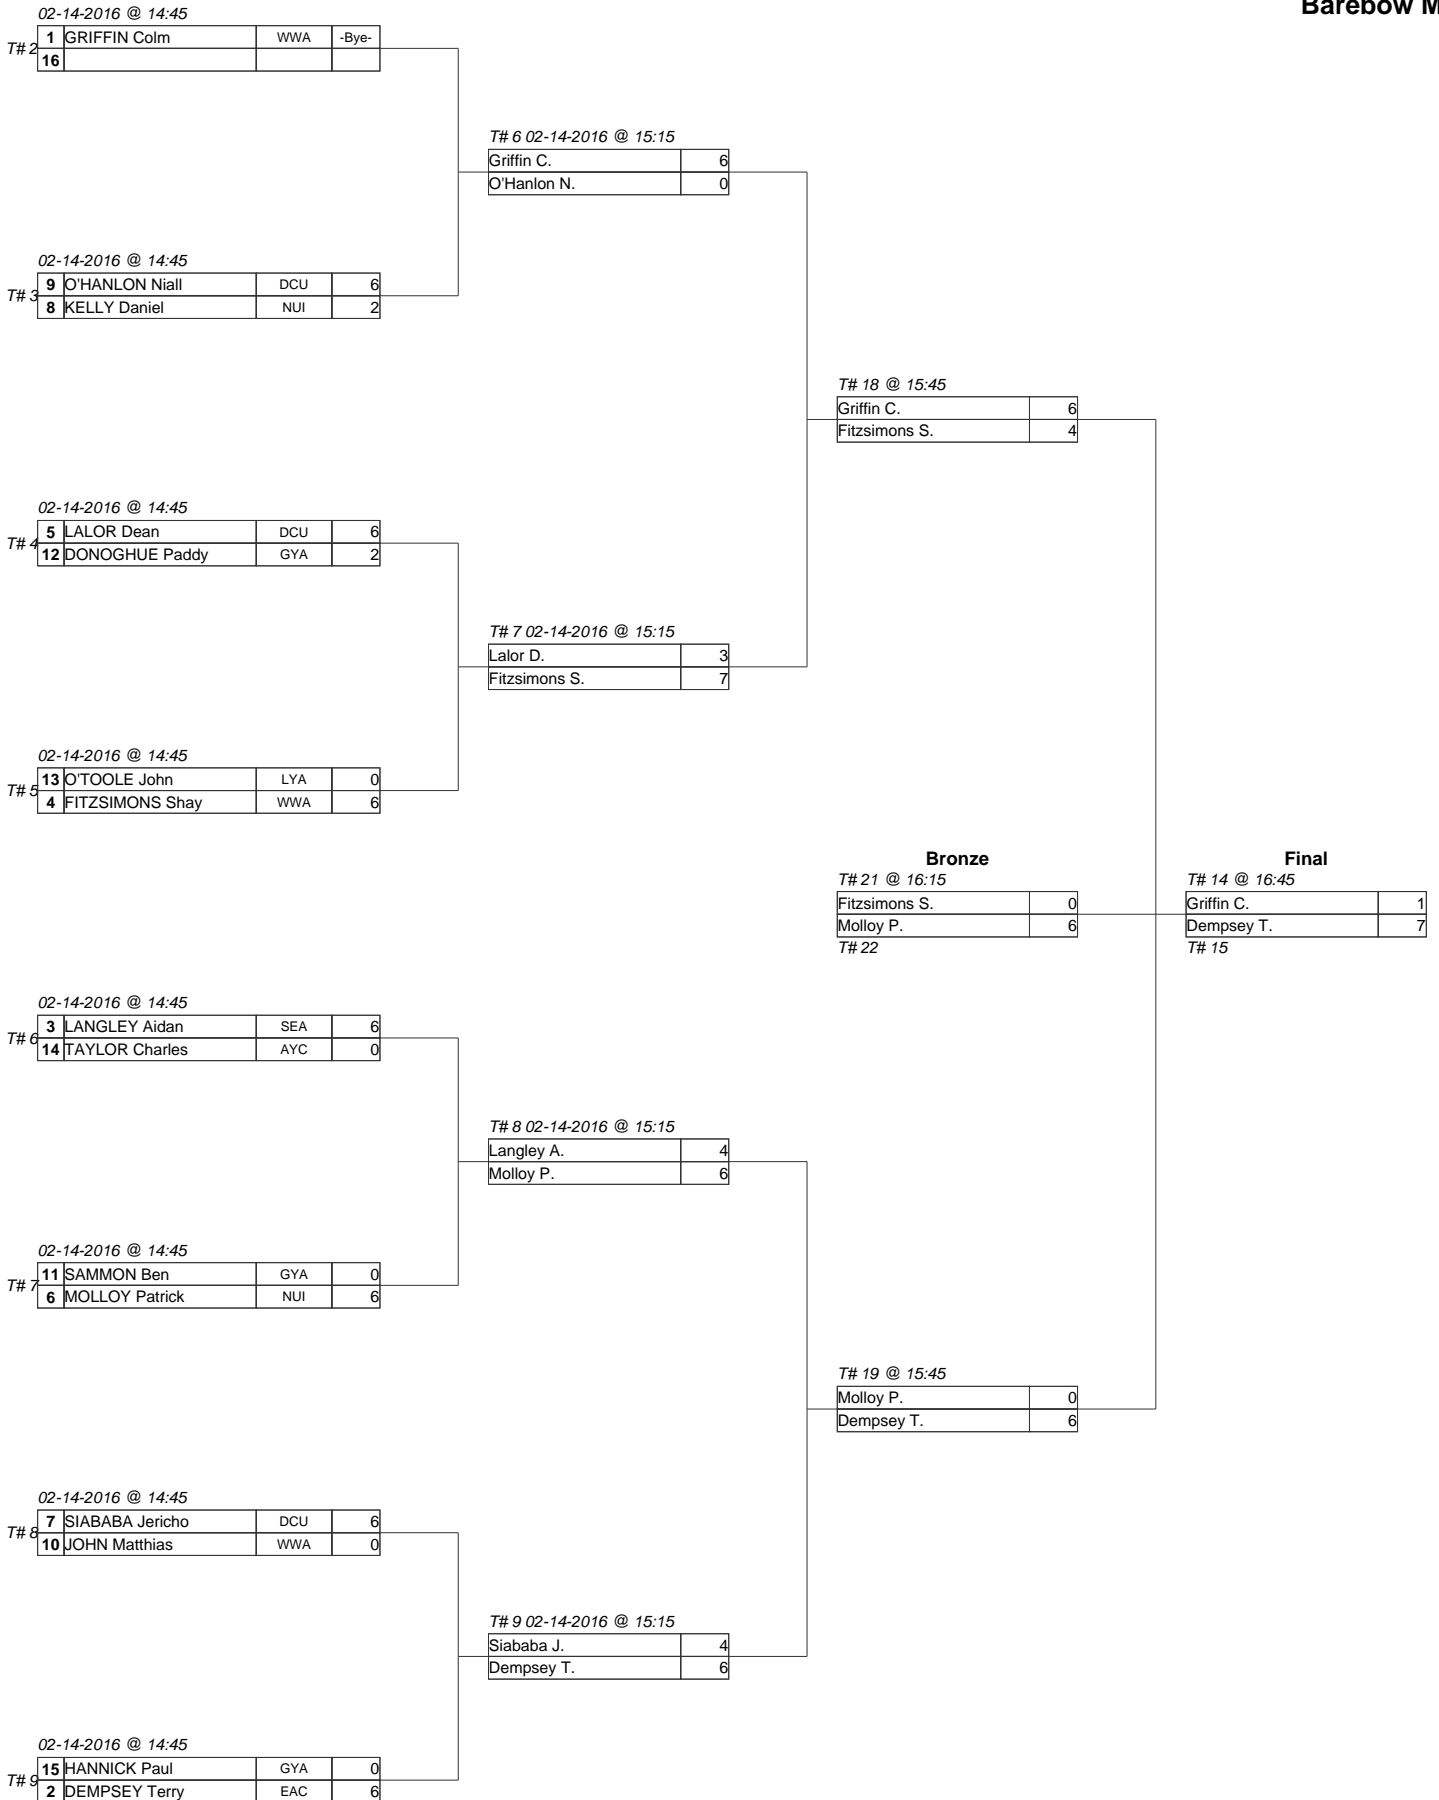 Barebow M
02-14-2016 @ 14:45
T# 2
1 GRIFFIN Colm WWA -Bye-
16
T# 6 02-14-2016 @ 15:15
Griffin C. 6
O'Hanlon N. 0
02-14-2016 @ 14:45
T# 3
9 O'HANLON Niall DCU 6
8 KELLY Daniel NUI 2
T# 18 @ 15:45
Griffin C. 6
Fitzsimons S. 4
02-14-2016 @ 14:45
T# 4
5 LALOR Dean DCU 6
12 DONOGHUE Paddy GYA 2
T# 7 02-14-2016 @ 15:15
Lalor D. 3
Fitzsimons S. 7
02-14-2016 @ 14:45
T# 5
13 O'TOOLE John LYA 0
4 FITZSIMONS Shay WWA 6
Bronze
T# 21 @ 16:15
Fitzsimons S. 0
Molloy P. 6
T# 22
Final
T# 14 @ 16:45
Griffin C. 1
Dempsey T. 7
T# 15
02-14-2016 @ 14:45
T# 6
3 LANGLEY Aidan SEA 6
14 TAYLOR Charles AYC 0
T# 8 02-14-2016 @ 15:15
Langley A. 4
Molloy P. 6
02-14-2016 @ 14:45
T# 7
11 SAMMON Ben GYA 0
6 MOLLOY Patrick NUI 6
T# 19 @ 15:45
Molloy P. 0
Dempsey T. 6
02-14-2016 @ 14:45
T# 8
7 SIABABA Jericho DCU 6
10 JOHN Matthias WWA 0
T# 9 02-14-2016 @ 15:15
Siababa J. 4
Dempsey T. 6
02-14-2016 @ 14:45
T# 9
15 HANNICK Paul GYA 0
2 DEMPSEY Terry EAC 6